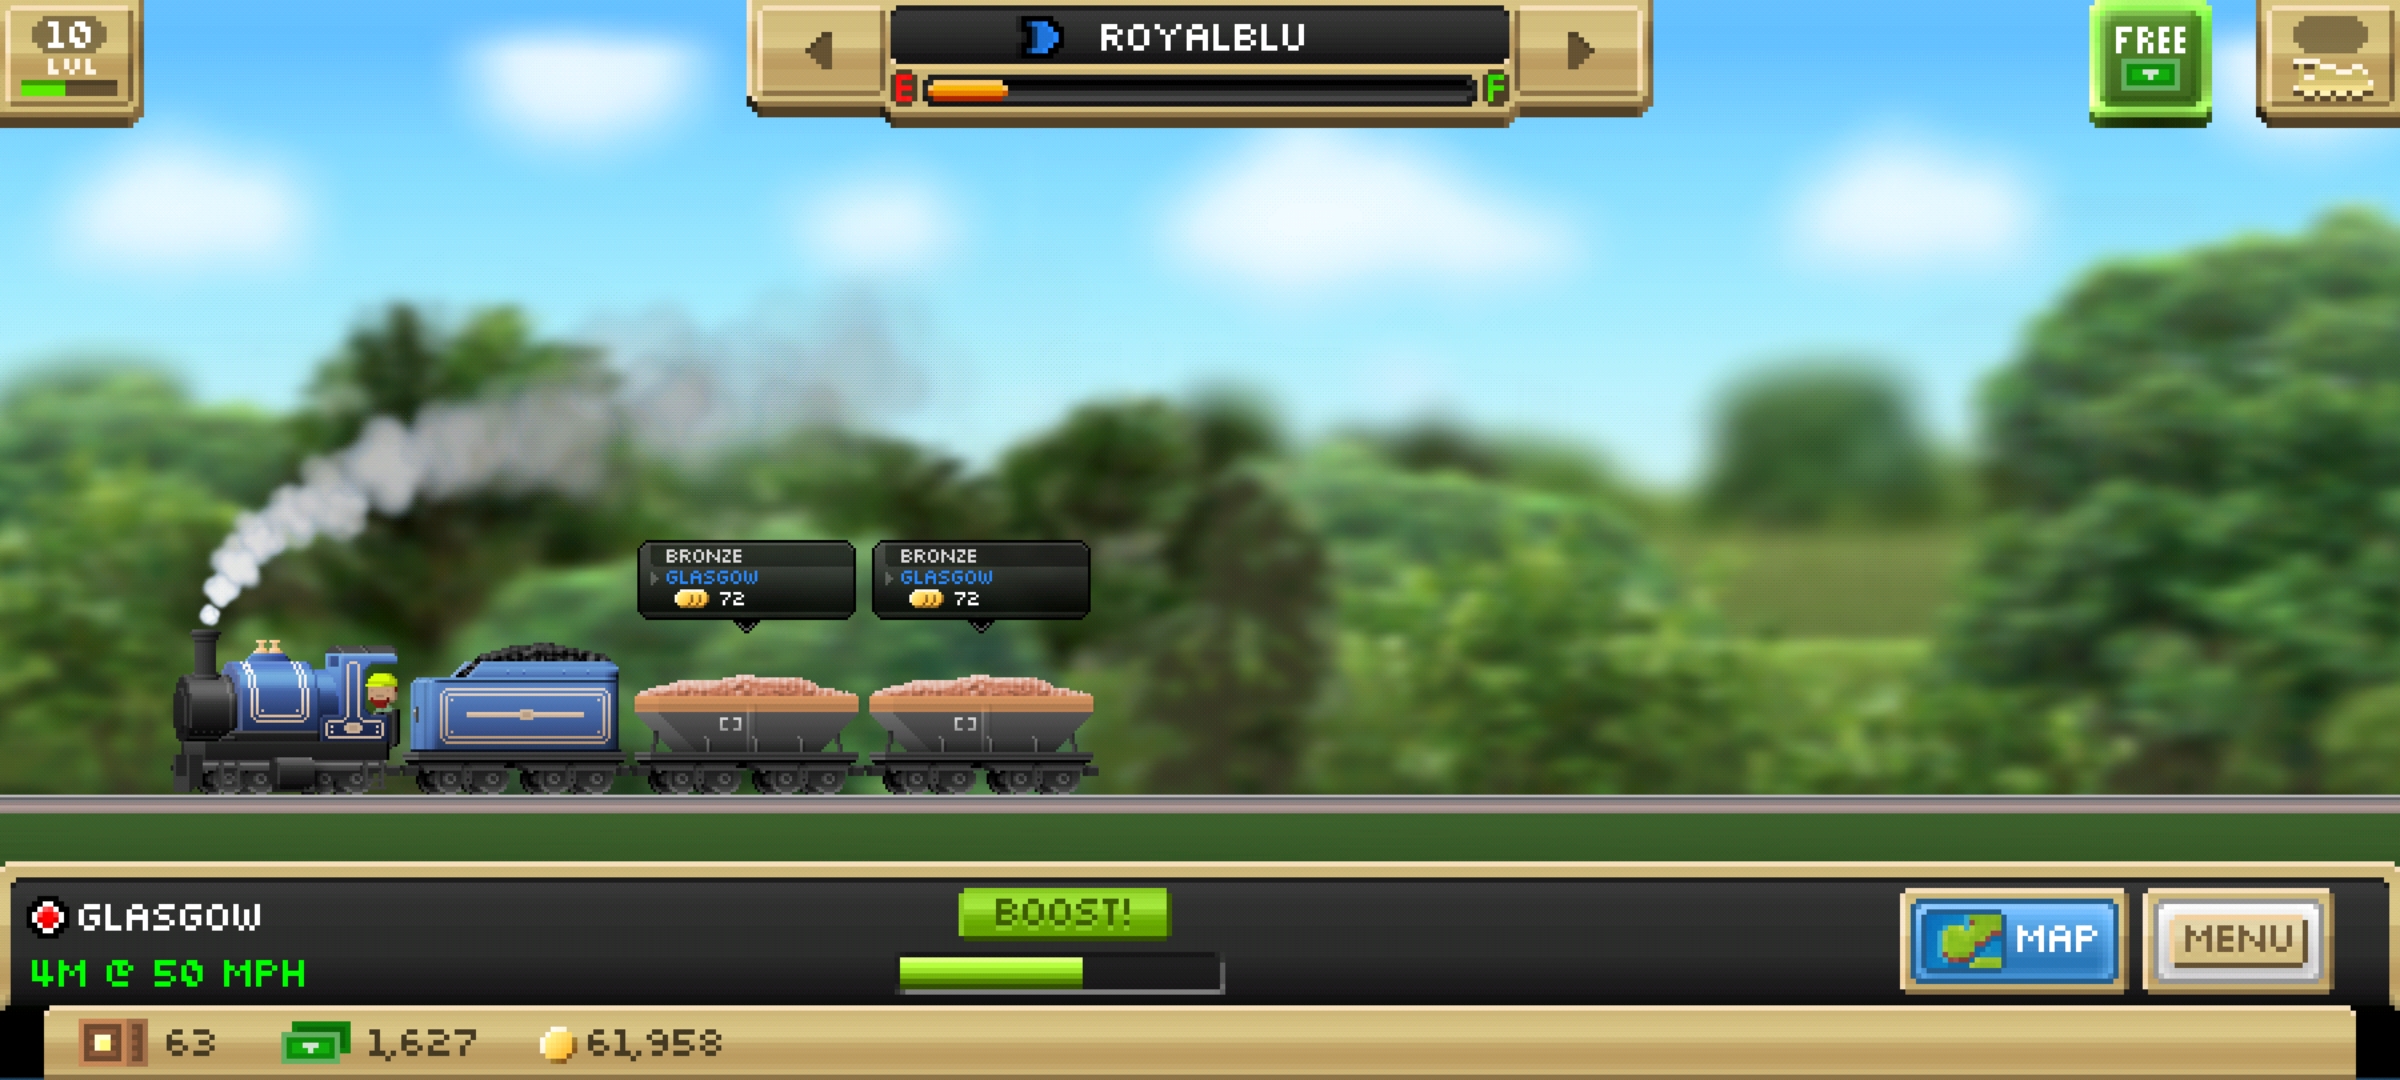 10
LVL
ROYALBLU
E F
FREE
BRONZE
GLASGOW
72
BRONZE
GLASGOW
72
GLASGOW
4M @ 50 MPH
BOOST!
MAP
MENU
63
1,627
61,958